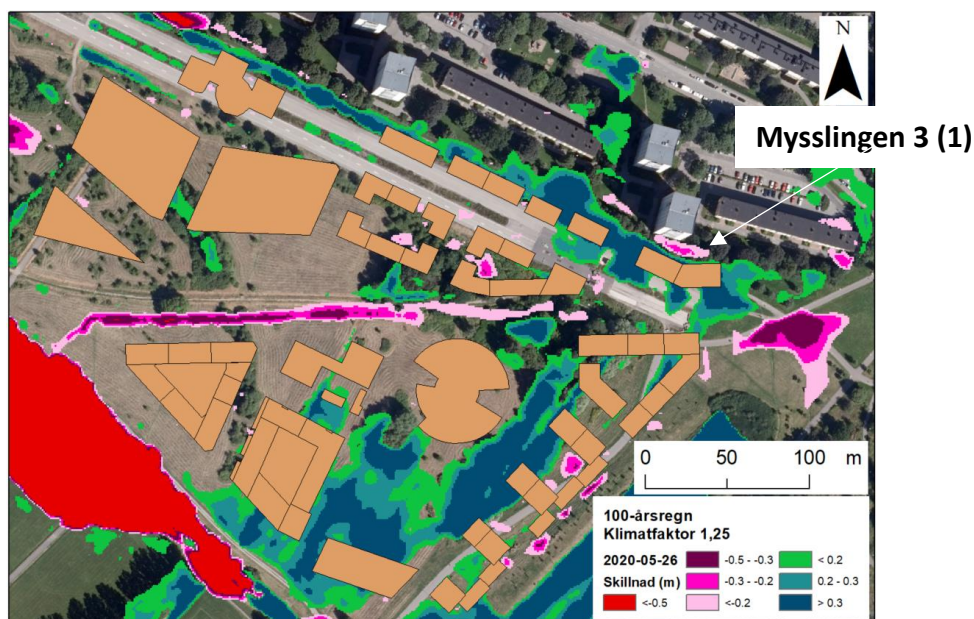 N
Mysslingen 3 (1)
0 50 100 m
100-årsregn
Klimatfaktor 1,25
2020-05-26 -0.5 - -0.3 < 0.2
Skillnad (m) -0.3 - -0.2 0.2 - 0.3
<-0.5 <-0.2 > 0.3